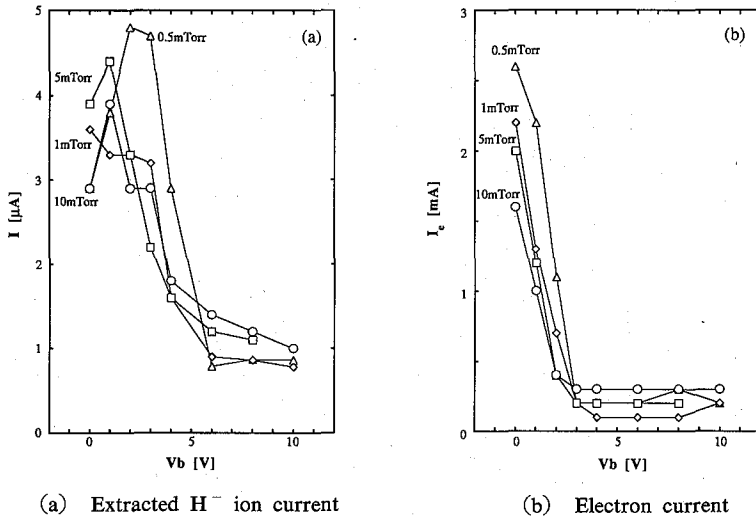 (a)
0.5mTorr
5mTorr
1mTorr
10mTorr
5
4
3
2
1
0
I [μA]
0 5 10
Vb [V]
(a) Extracted H⁻ ion current
(b)
0.5mTorr
1mTorr
5mTorr
10mTorr
3
2
1
0
I_e [mA]
0 5 10
Vb [V]
(b) Electron current